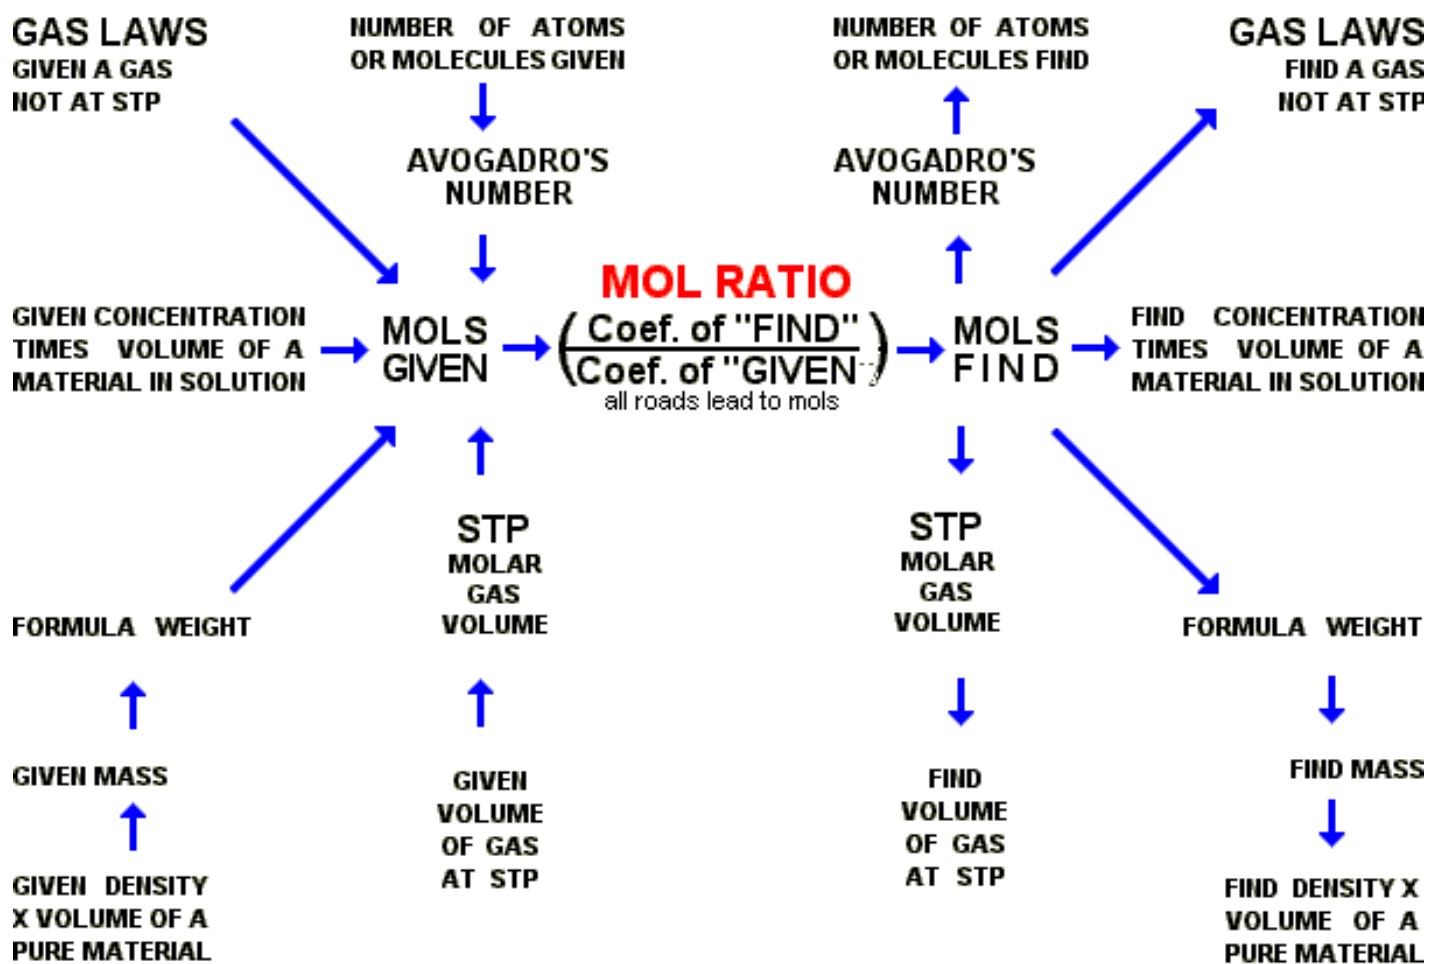 GAS LAWS
GIVEN A GAS
NOT AT STP
NUMBER OF ATOMS
OR MOLECULES GIVEN
AVOGADRO'S
NUMBER
NUMBER OF ATOMS
OR MOLECULES FIND
AVOGADRO'S
NUMBER
GAS LAWS
FIND A GAS
NOT AT STP
GIVEN CONCENTRATION
TIMES VOLUME OF A
MATERIAL IN SOLUTION
MOLS
GIVEN
MOL RATIO
(Coef. of "FIND")
(Coef. of "GIVEN")
all roads lead to mols
MOLS
FIND
FIND CONCENTRATION
TIMES VOLUME OF A
MATERIAL IN SOLUTION
FORMULA WEIGHT
GIVEN MASS
GIVEN DENSITY
X VOLUME OF A
PURE MATERIAL
STP
MOLAR
GAS
VOLUME
GIVEN
VOLUME
OF GAS
AT STP
STP
MOLAR
GAS
VOLUME
FIND
VOLUME
OF GAS
AT STP
FORMULA WEIGHT
FIND MASS
FIND DENSITY X
VOLUME OF A
PURE MATERIAL